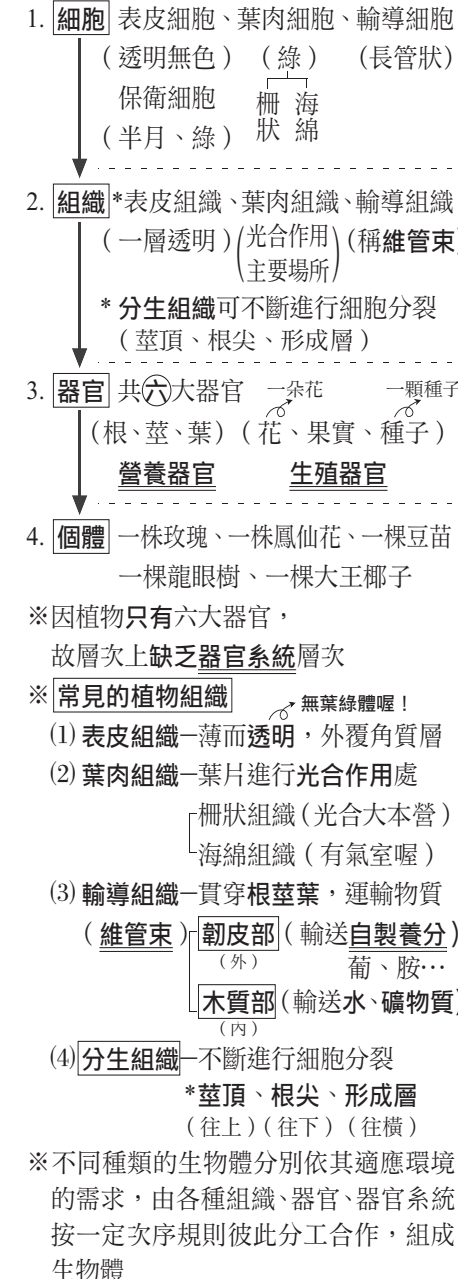 1. 細胞 表皮細胞、葉肉細胞、輸導細胞
（透明無色）（綠）（長管狀）
柵狀 海綿
保衛細胞
（半月、綠）
2. 組織 *表皮組織、葉肉組織、輸導組織
（一層透明）（光合作用主要場所）（稱維管束）
* 分生組織可不斷進行細胞分裂
（莖頂、根尖、形成層）
3. 器官 共六大器官 一朵花 一顆種子
（根、莖、葉）（花、果實、種子）
營養器官 生殖器官
4. 個體 一株玫瑰、一株鳳仙花、一棵豆苗
一棵龍眼樹、一棵大王椰子
※因植物只有六大器官，
故層次上缺乏器官系統層次
※ 常見的植物組織
無葉綠體喔！
⑴ 表皮組織─薄而透明，外覆角質層
⑵ 葉肉組織─葉片進行光合作用處
柵狀組織（光合大本營）
海綿組織（有氣室喔）
⑶ 輸導組織─貫穿根莖葉，運輸物質
（維管束） 韌皮部（輸送自製養分）
（外） 葡、胺…
木質部（輸送水、礦物質）
（內）
⑷ 分生組織─不斷進行細胞分裂
*莖頂、根尖、形成層
（往上）（往下）（往橫）
※不同種類的生物體分別依其適應環境
的需求，由各種組織、器官、器官系統
按一定次序規則彼此分工合作，組成
生物體